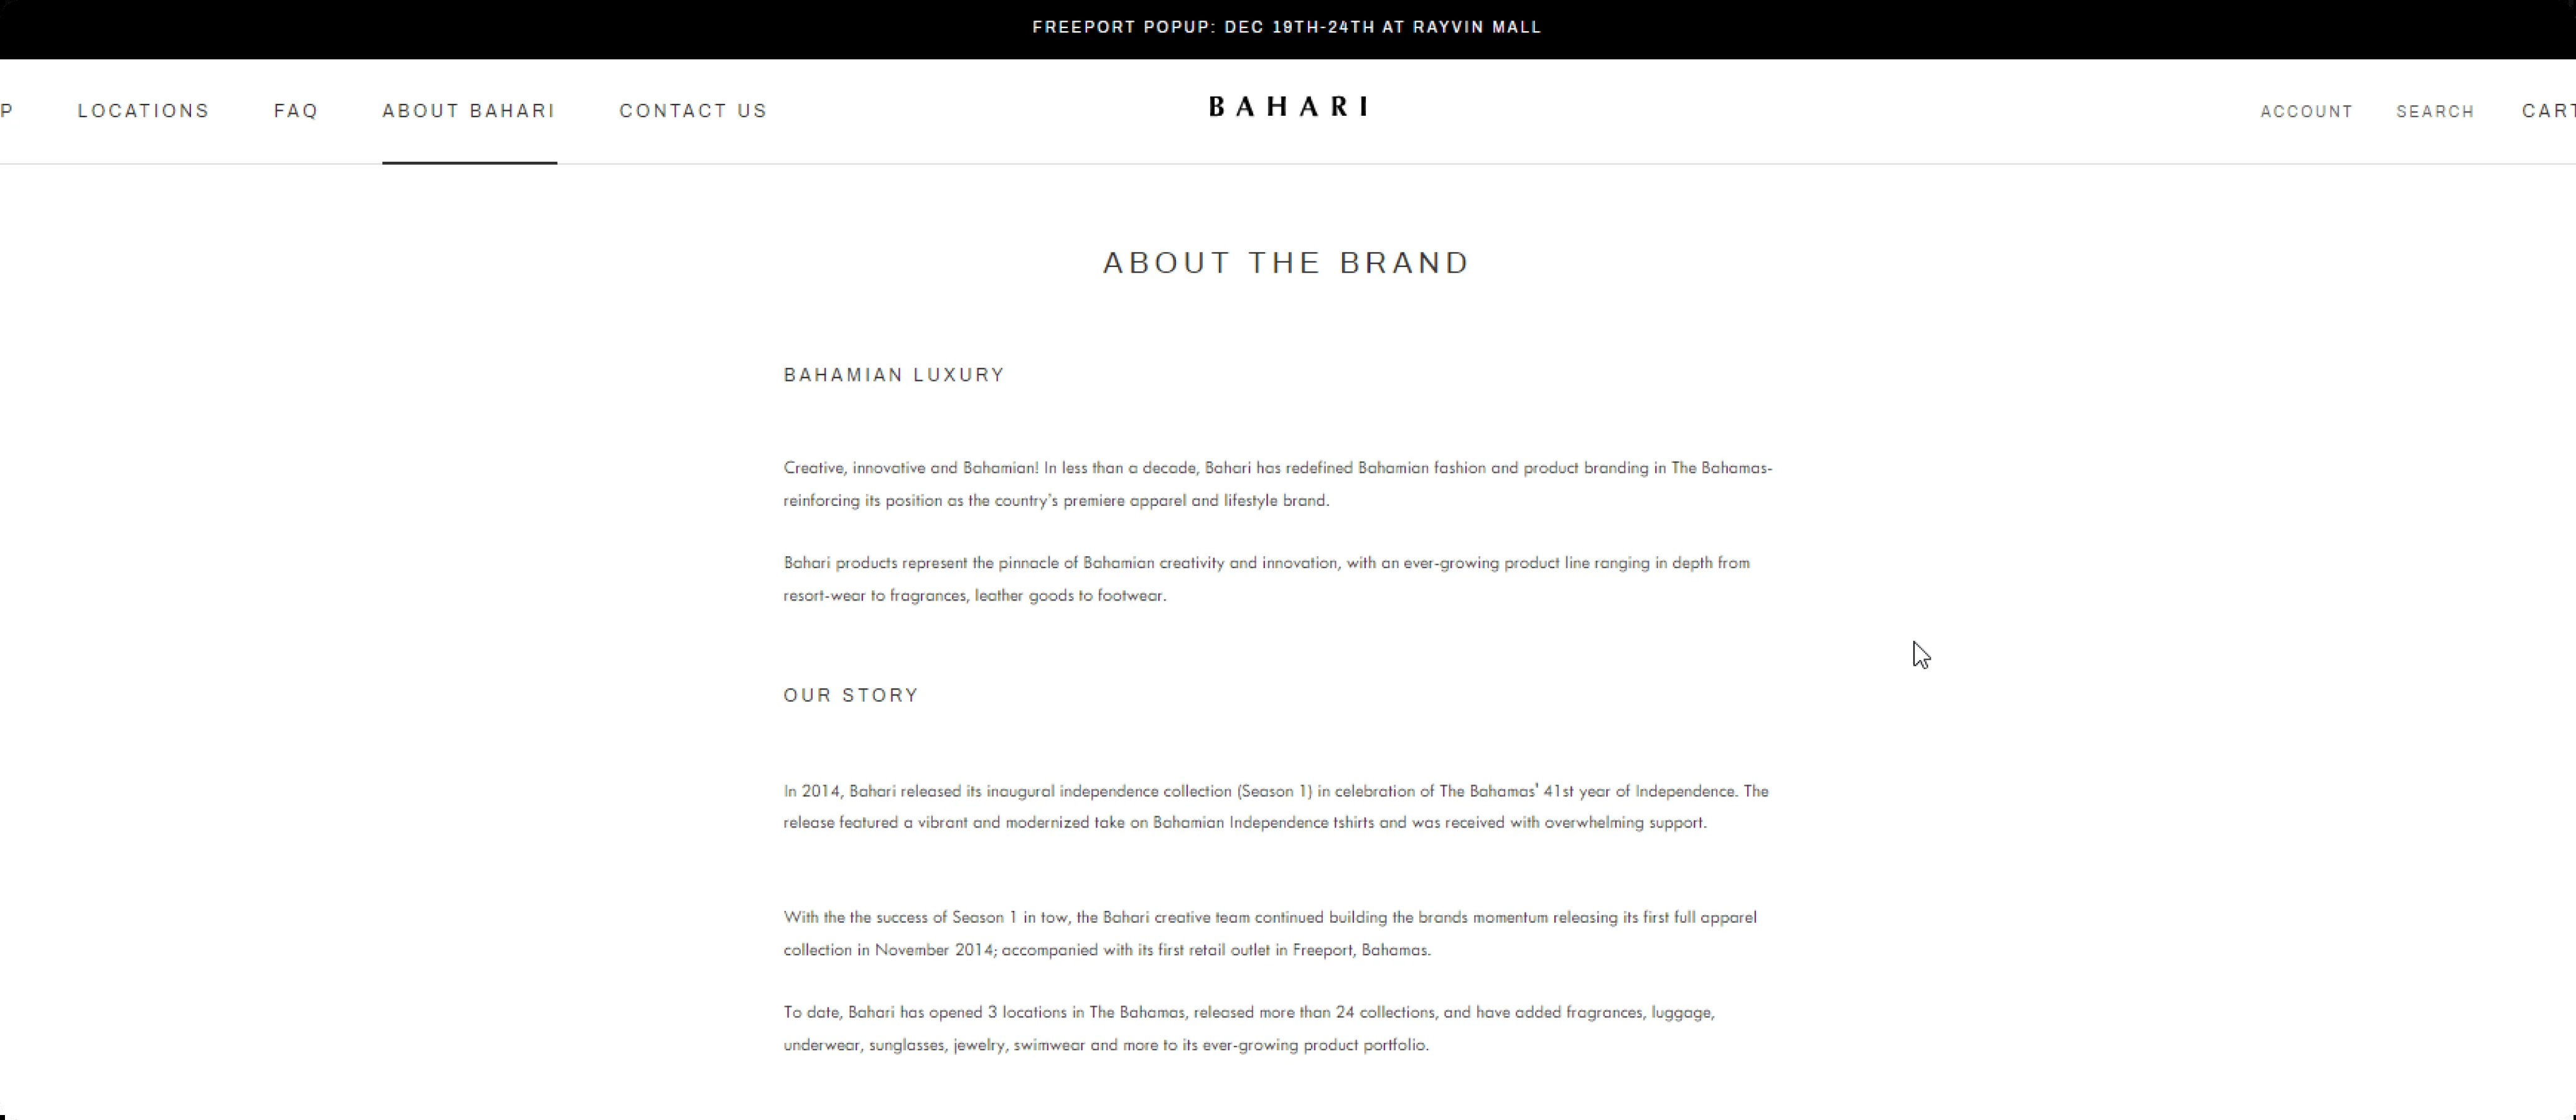 FREEPORT POPUP: DEC 19TH-24TH AT RAYVIN MALL
P LOCATIONS FAQ ABOUT BAHARI CONTACT US BAHARI ACCOUNT SEARCH CART
ABOUT THE BRAND
BAHAMIAN LUXURY
Creative, innovative and Bahamian! In less than a decade, Bahari has redefined Bahamian fashion and product branding in The Bahamas-
reinforcing its position as the country's premiere apparel and lifestyle brand.
Bahari products represent the pinnacle of Bahamian creativity and innovation, with an ever-growing product line ranging in depth from
resort-wear to fragrances, leather goods to footwear.
OUR STORY
In 2014, Bahari released its inaugural independence collection (Season 1) in celebration of The Bahamas' 41st year of Independence. The
release featured a vibrant and modernized take on Bahamian Independence tshirts and was received with overwhelming support.
With the the success of Season 1 in tow, the Bahari creative team continued building the brands momentum releasing its first full apparel
collection in November 2014; accompanied with its first retail outlet in Freeport, Bahamas.
To date, Bahari has opened 3 locations in The Bahamas, released more than 24 collections, and have added fragrances, luggage,
underwear, sunglasses, jewelry, swimwear and more to its ever-growing product portfolio.